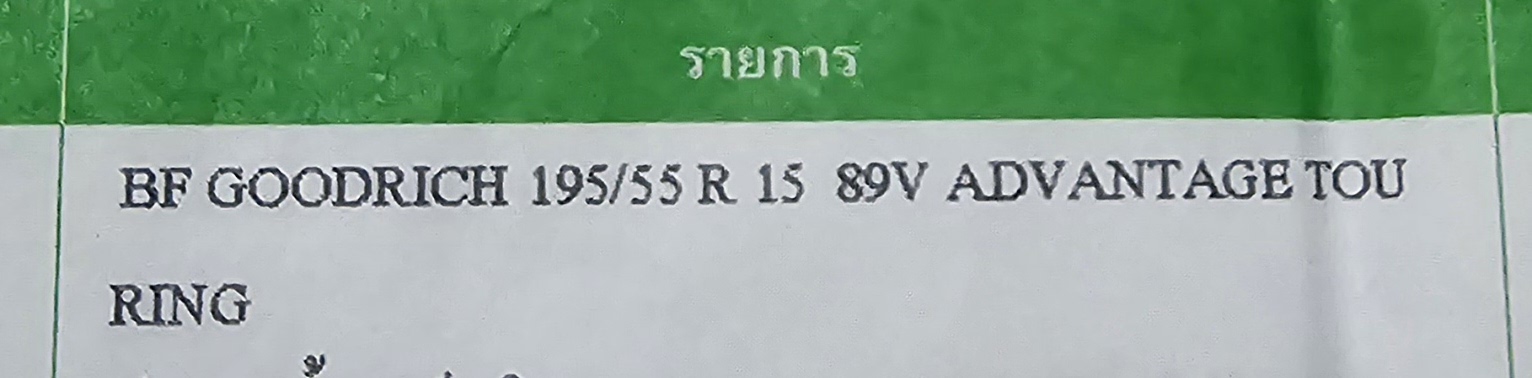 รายการ
BF GOODRICH 195/55 R 15 89V ADVANTAGE TOU
RING